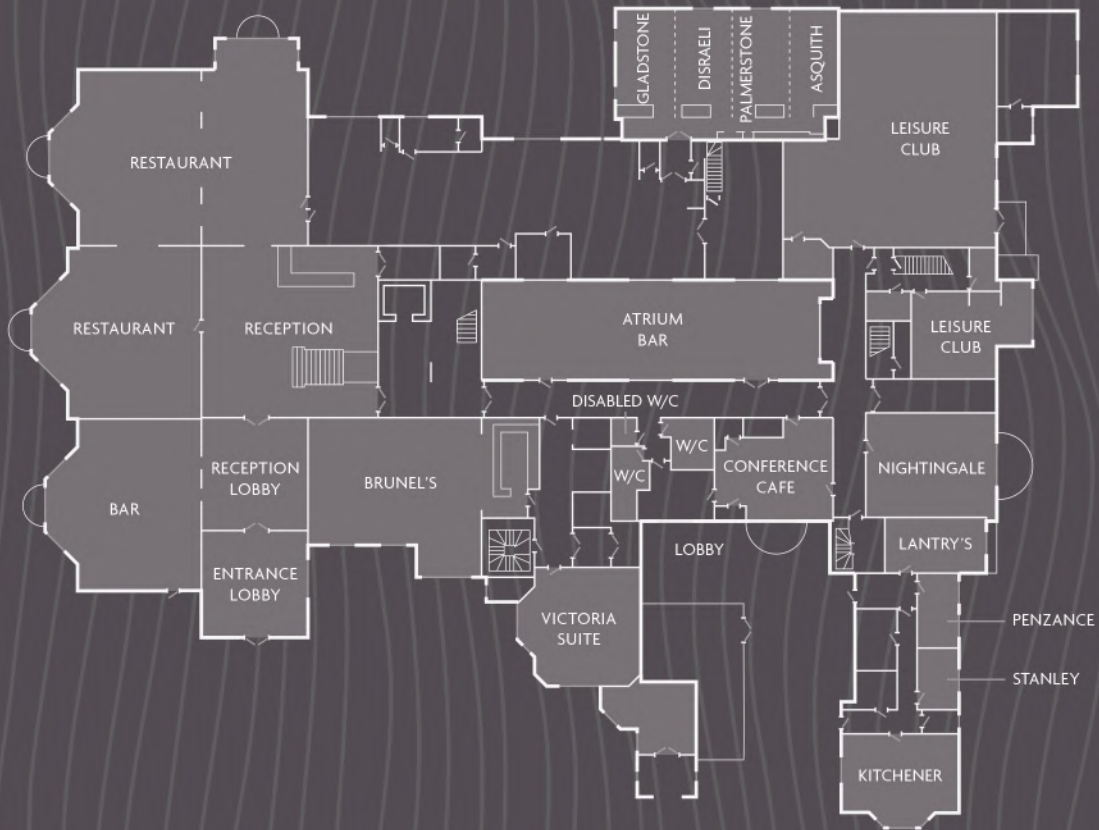 GLADSTONE
DISRAELI
PALMERSTONE
ASQUITH
LEISURE
CLUB
RESTAURANT
RESTAURANT
RECEPTION
ATRIUM
BAR
LEISURE
CLUB
DISABLED W/C
W/C
W/C
CONFERENCE
CAFE
NIGHTINGALE
RECEPTION
LOBBY
BRUNEL'S
BAR
LOBBY
LANTRY'S
ENTRANCE
LOBBY
VICTORIA
SUITE
PENZANCE
STANLEY
KITCHENER